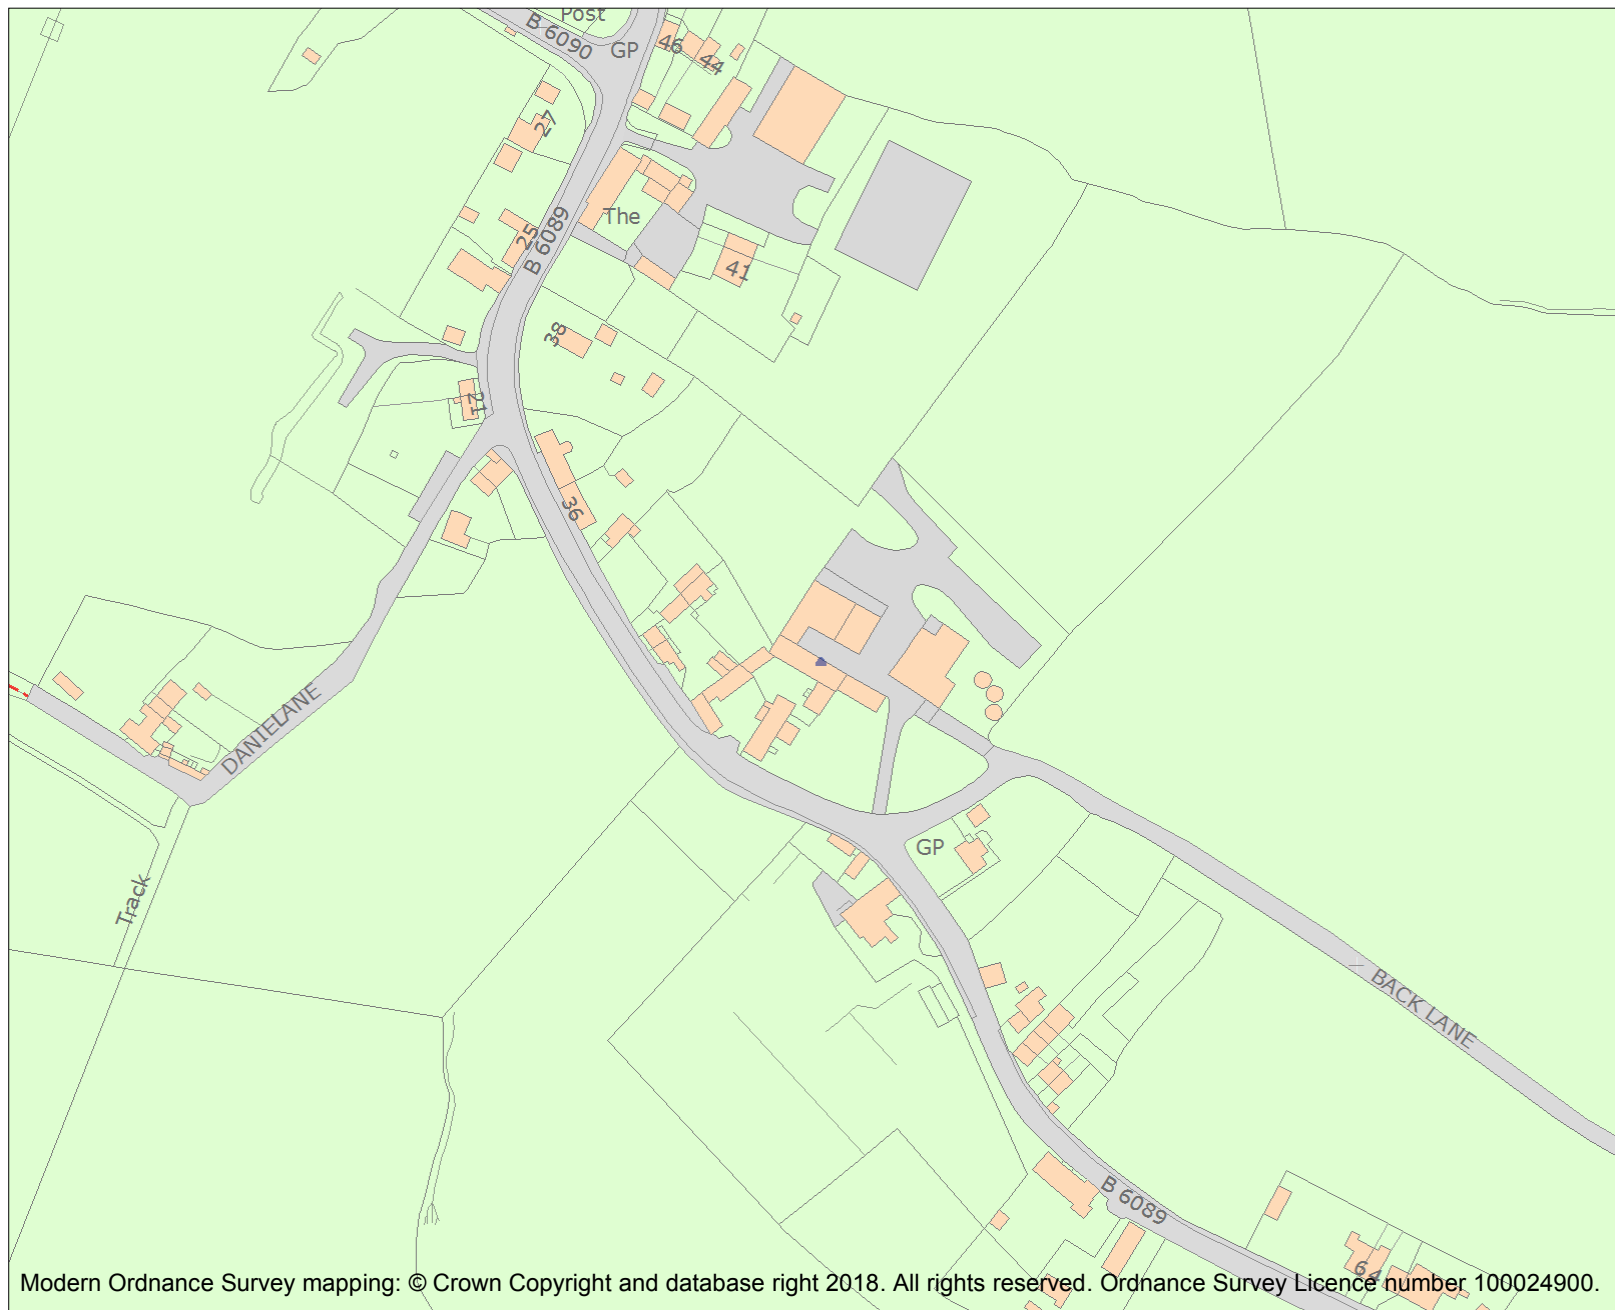 Post
B 6090
GP
46
44
27
The
25
B 6089
41
38
21
36
DANIELANE
GP
Track
BACK LANE
B 6089
64
Modern Ordnance Survey mapping: © Crown Copyright and database right 2018. All rights reserved. Ordnance Survey Licence number 100024900.